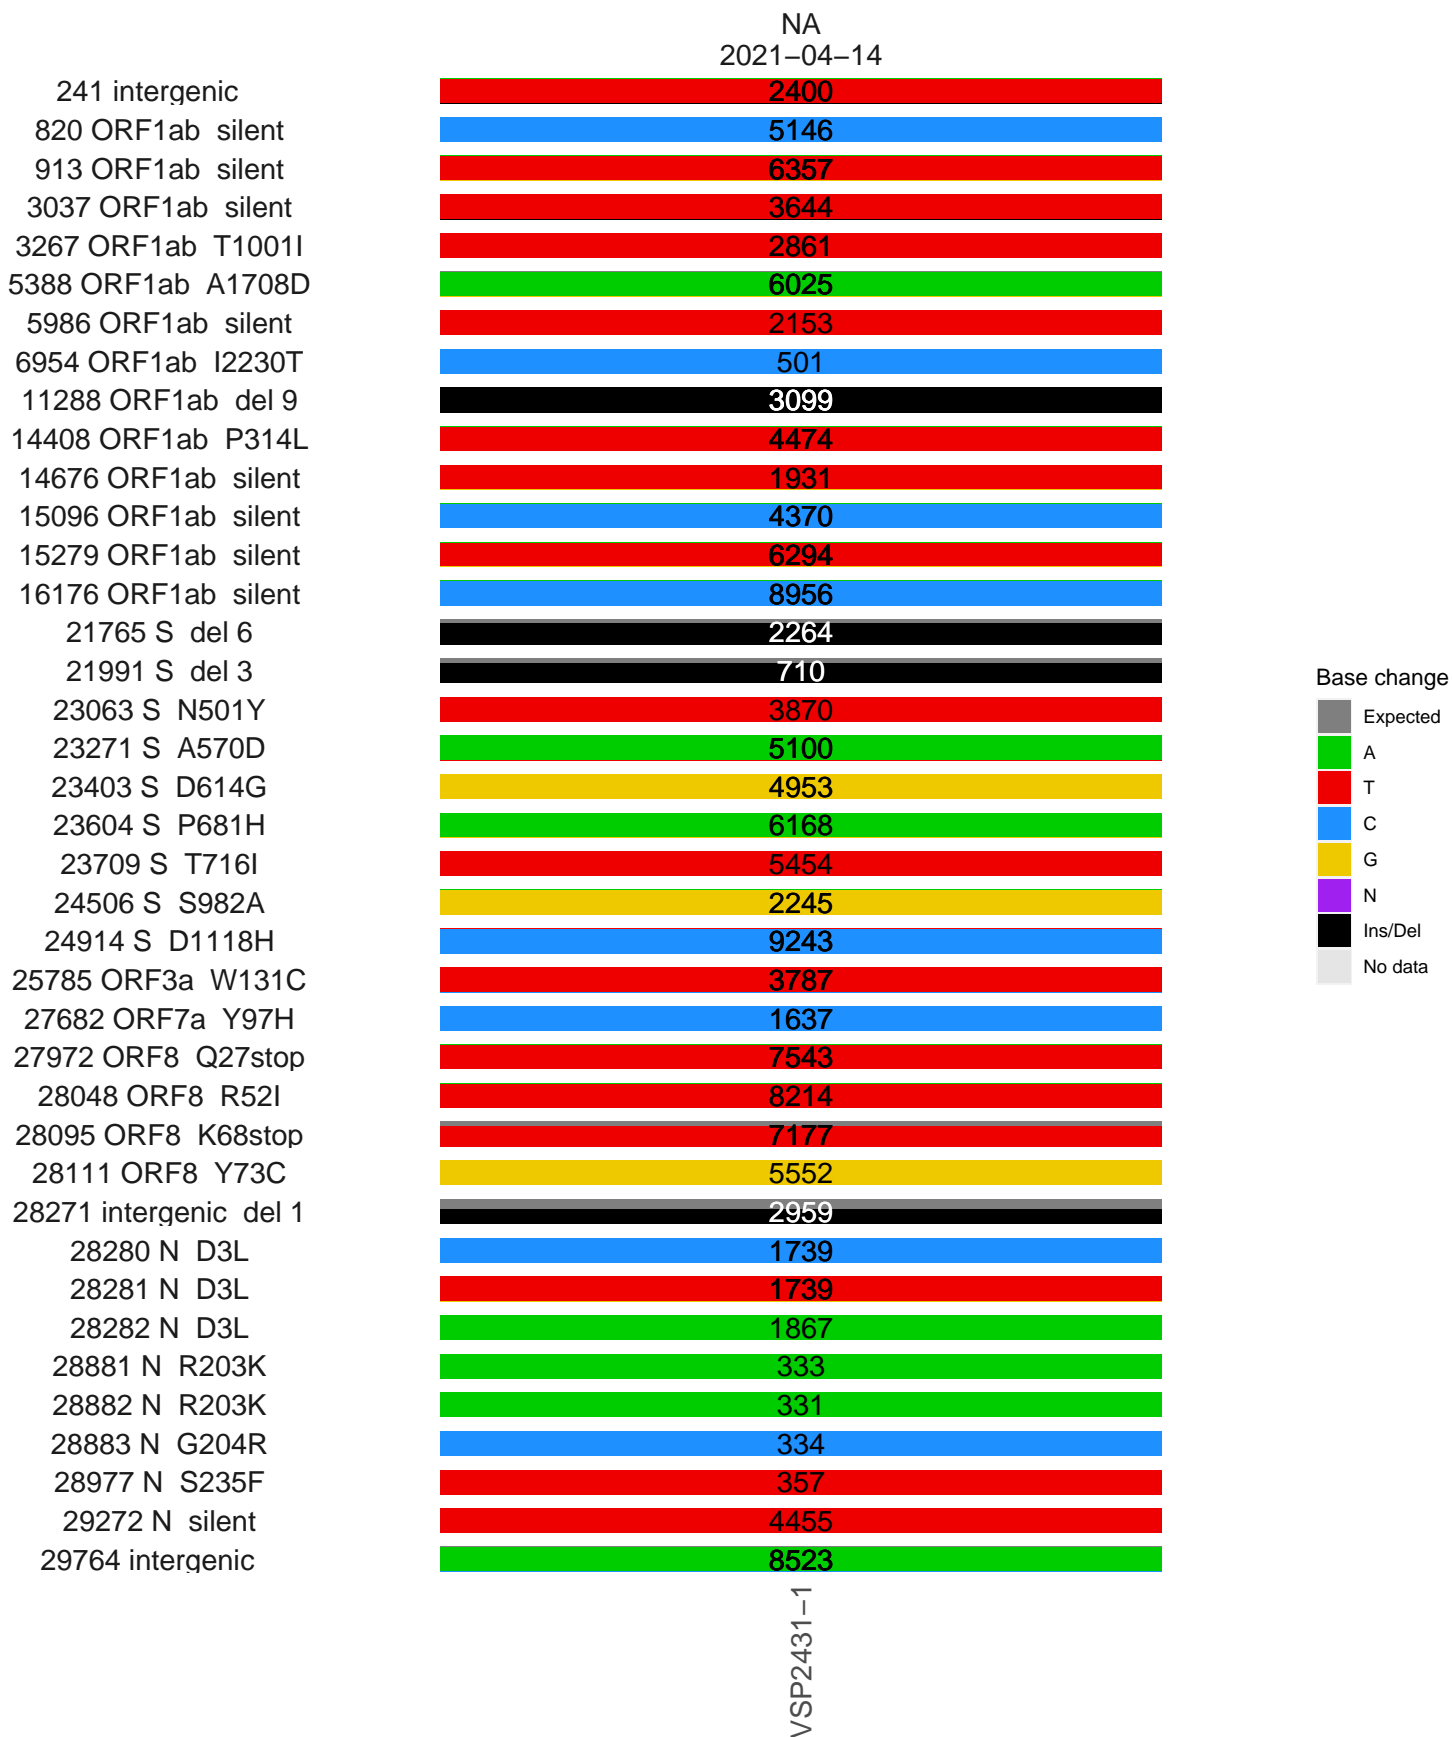 NA
2021−04−14
241 intergenic 2400
820 ORF1ab silent 5146
913 ORF1ab silent 6357
3037 ORF1ab silent 3644
3267 ORF1ab T1001I 2861
5388 ORF1ab A1708D 6025
5986 ORF1ab silent 2153
6954 ORF1ab I2230T 501
11288 ORF1ab del 9 3099
14408 ORF1ab P314L 4474
14676 ORF1ab silent 1931
15096 ORF1ab silent 4370
15279 ORF1ab silent 6294
16176 ORF1ab silent 8956
21765 S del 6 2264
21991 S del 3 710
23063 S N501Y 3870
23271 S A570D 5100
23403 S D614G 4953
23604 S P681H 6168
23709 S T716I 5454
24506 S S982A 2245
24914 S D1118H 9243
25785 ORF3a W131C 3787
27682 ORF7a Y97H 1637
27972 ORF8 Q27stop 7543
28048 ORF8 R52I 8214
28095 ORF8 K68stop 7177
28111 ORF8 Y73C 5552
28271 intergenic del 1 2959
28280 N D3L 1739
28281 N D3L 1739
28282 N D3L 1867
28881 N R203K 333
28882 N R203K 331
28883 N G204R 334
28977 N S235F 357
29272 N silent 4455
29764 intergenic 8523
VSP2431−1
Base change
Expected
A
T
C
G
N
Ins/Del
No data